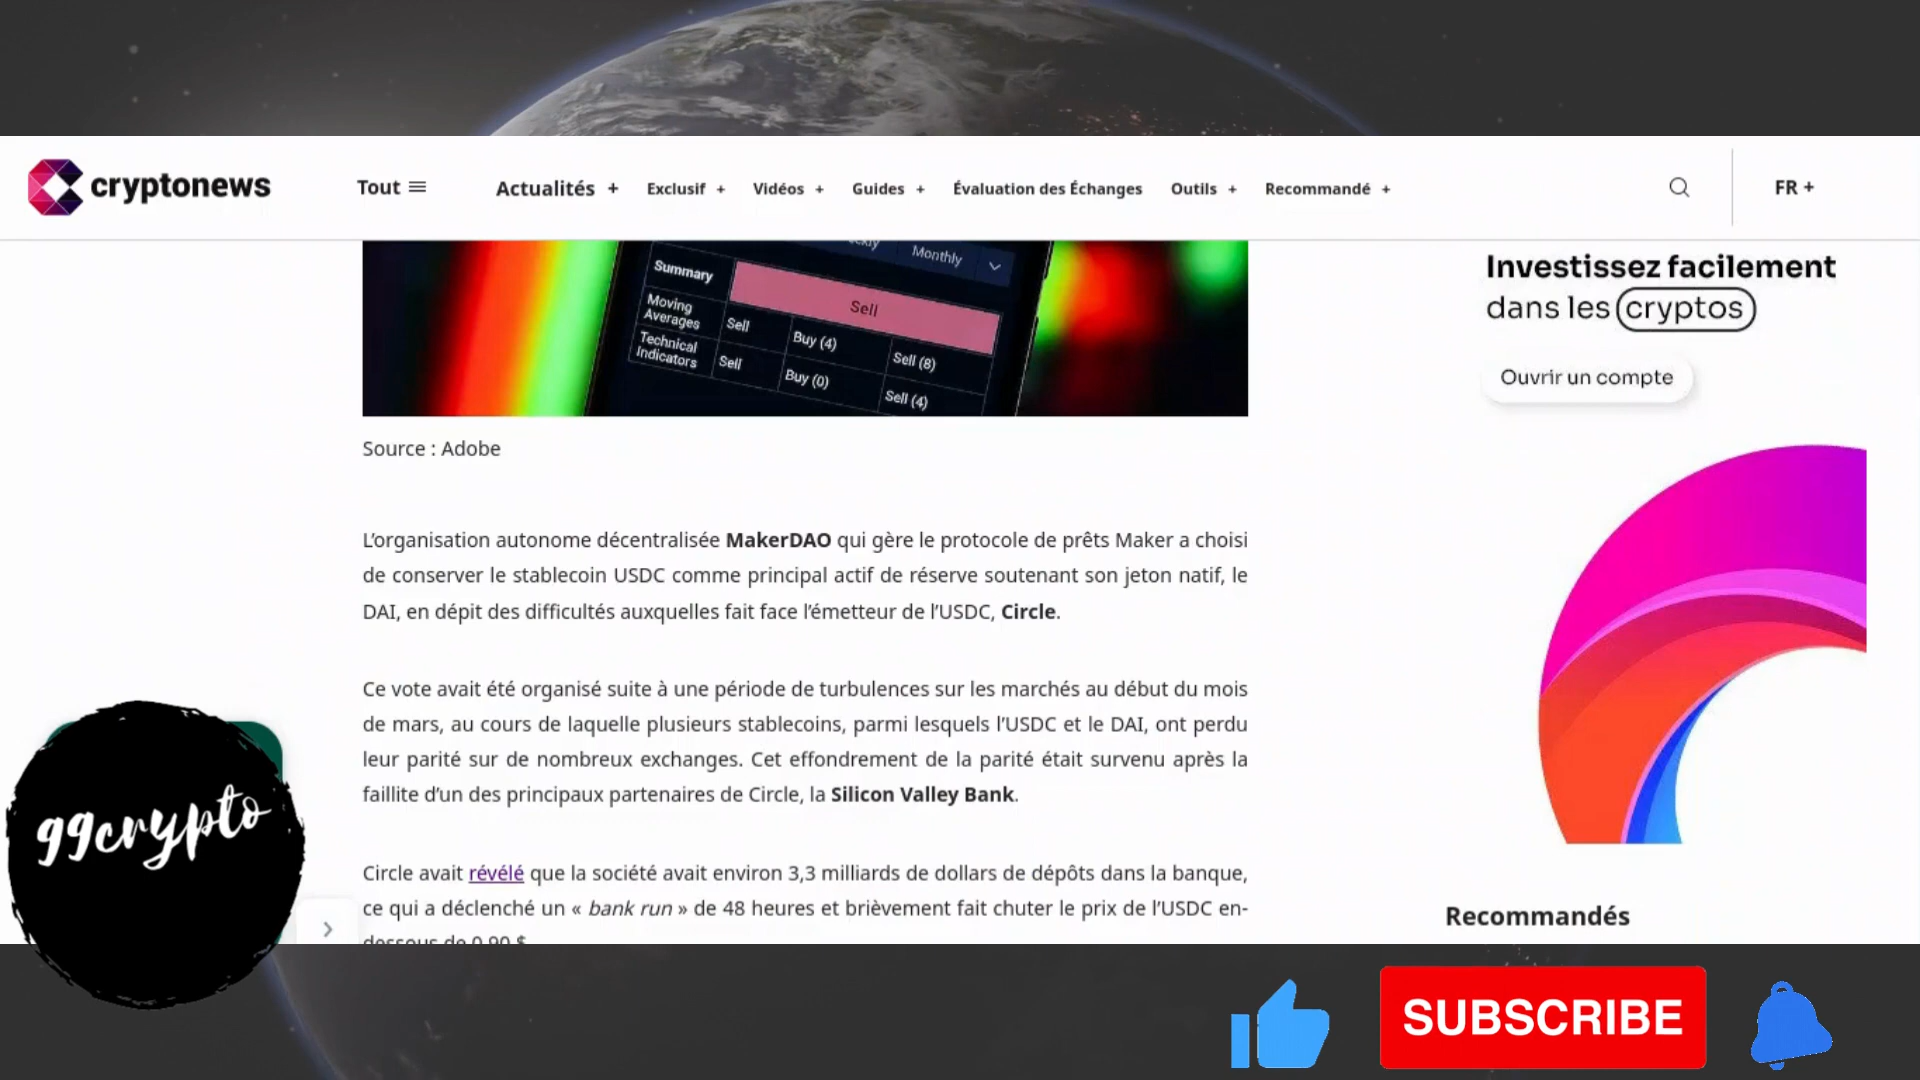 cryptonews
Tout
Actualités +
Exclusif +
Vidéos +
Guides +
Évaluation des Échanges
Outils +
Recommandé +
FR +
Monthly
Summary
Sell
Moving
Averages
Sell
Buy (4)
Sell (8)
Technical
Indicators
Sell
Buy (0)
Sell (4)
Investissez facilement
dans les cryptos
Ouvrir un compte
Source : Adobe
L’organisation autonome décentralisée MakerDAO qui gère le protocole de prêts Maker a choisi
de conserver le stablecoin USDC comme principal actif de réserve soutenant son jeton natif, le
DAI, en dépit des difficultés auxquelles fait face l’émetteur de l’USDC, Circle.
Ce vote avait été organisé suite à une période de turbulences sur les marchés au début du mois
de mars, au cours de laquelle plusieurs stablecoins, parmi lesquels l’USDC et le DAI, ont perdu
leur parité sur de nombreux exchanges. Cet effondrement de la parité était survenu après la
faillite d’un des principaux partenaires de Circle, la Silicon Valley Bank.
Circle avait révélé que la société avait environ 3,3 milliards de dollars de dépôts dans la banque,
ce qui a déclenché un « bank run » de 48 heures et brièvement fait chuter le prix de l’USDC en-
dessous de 0,90 $.
Recommandés
99crypto
SUBSCRIBE